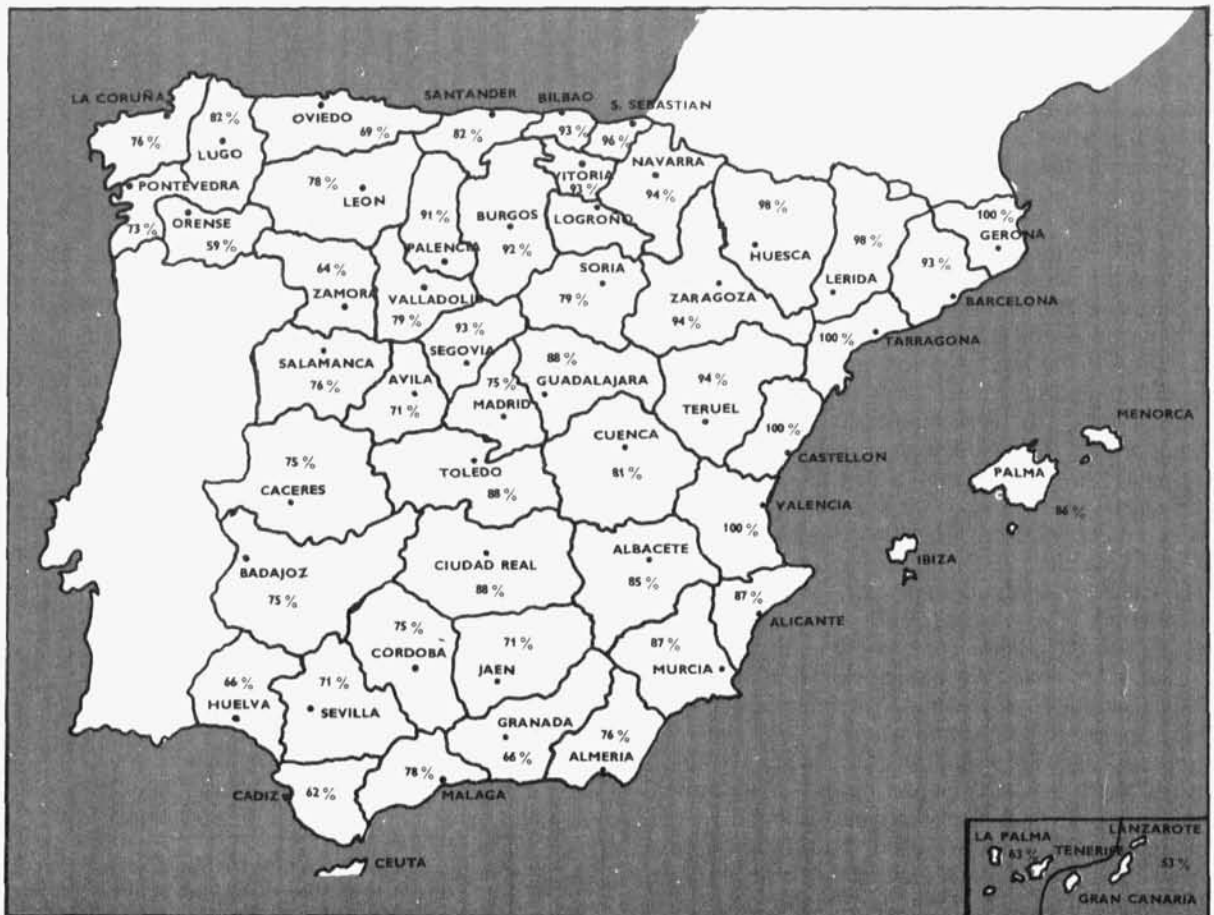 LA CORUÑA
76 %
82 %
LUGO
OVIEDO
69 %
SANTANDER
82 %
BILBAO
93 %
S. SEBASTIAN
96 %
PONTEVEDRA
73 %
ORENSE
59 %
78 %
LEON
91 %
PALENCIA
BURGOS
92 %
VITORIA
93 %
LOGROÑO
NAVARRA
94 %
98 %
HUESCA
98 %
LERIDA
100 %
GERONA
93 %
BARCELONA
64 %
ZAMORA
VALLADOLID
79 %
SORIA
79 %
ZARAGOZA
94 %
100 %
TARRAGONA
SALAMANCA
76 %
AVILA
71 %
93 %
SEGOVIA
75 %
MADRID
88 %
GUADALAJARA
94 %
TERUEL
100 %
CASTELLON
MENORCA
PALMA
86 %
IBIZA
75 %
CACERES
TOLEDO
88 %
CUENCA
81 %
VALENCIA
100 %
BADAJOZ
75 %
CIUDAD REAL
88 %
ALBACETE
85 %
87 %
ALICANTE
75 %
CORDOBA
71 %
JAEN
87 %
MURCIA
66 %
HUELVA
71 %
SEVILLA
GRANADA
66 %
76 %
ALMERIA
CADIZ
62 %
78 %
MALAGA
CEUTA
LA PALMA
63 %
TENERIFE
LANZAROTE
53 %
GRAN CANARIA